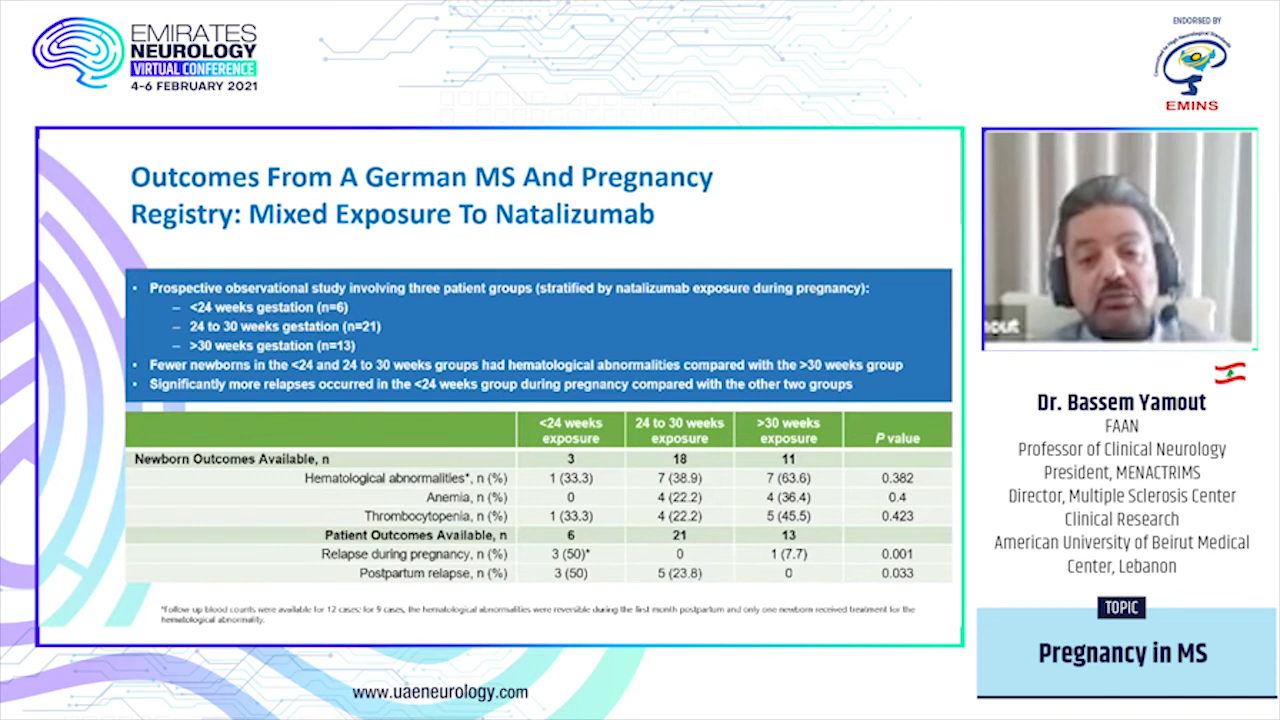 EMIRATES
NEUROLOGY
VIRTUAL CONFERENCE
4-6 FEBRUARY 2021
ENDORSED BY
Committed to High Neurological Standards
EMINS
Outcomes From A German MS And Pregnancy
Registry: Mixed Exposure To Natalizumab
• Prospective observational study involving three patient groups (stratified by natalizumab exposure during pregnancy):
– <24 weeks gestation (n=6)
– 24 to 30 weeks gestation (n=21)
– >30 weeks gestation (n=13)
• Fewer newborns in the <24 and 24 to 30 weeks groups had hematological abnormalities compared with the >30 weeks group
• Significantly more relapses occurred in the <24 weeks group during pregnancy compared with the other two groups
<24 weeks exposure 24 to 30 weeks exposure >30 weeks exposure P value
Newborn Outcomes Available, n 3 18 11
Hematological abnormalities*, n (%) 1 (33.3) 7 (38.9) 7 (63.6) 0.382
Anemia, n (%) 0 4 (22.2) 4 (36.4) 0.4
Thrombocytopenia, n (%) 1 (33.3) 4 (22.2) 5 (45.5) 0.423
Patient Outcomes Available, n 6 21 13
Relapse during pregnancy, n (%) 3 (50)* 0 1 (7.7) 0.001
Postpartum relapse, n (%) 3 (50) 5 (23.8) 0 0.033
*Follow up blood counts were available for 12 cases; for 9 cases, the hematological abnormalities were reversible during the first month postpartum and only one newborn received treatment for the
hematological abnormality.
www.uaeneurology.com
mout
Dr. Bassem Yamout
FAAN
Professor of Clinical Neurology
President, MENACTRIMS
Director, Multiple Sclerosis Center
Clinical Research
American University of Beirut Medical
Center, Lebanon
TOPIC
Pregnancy in MS